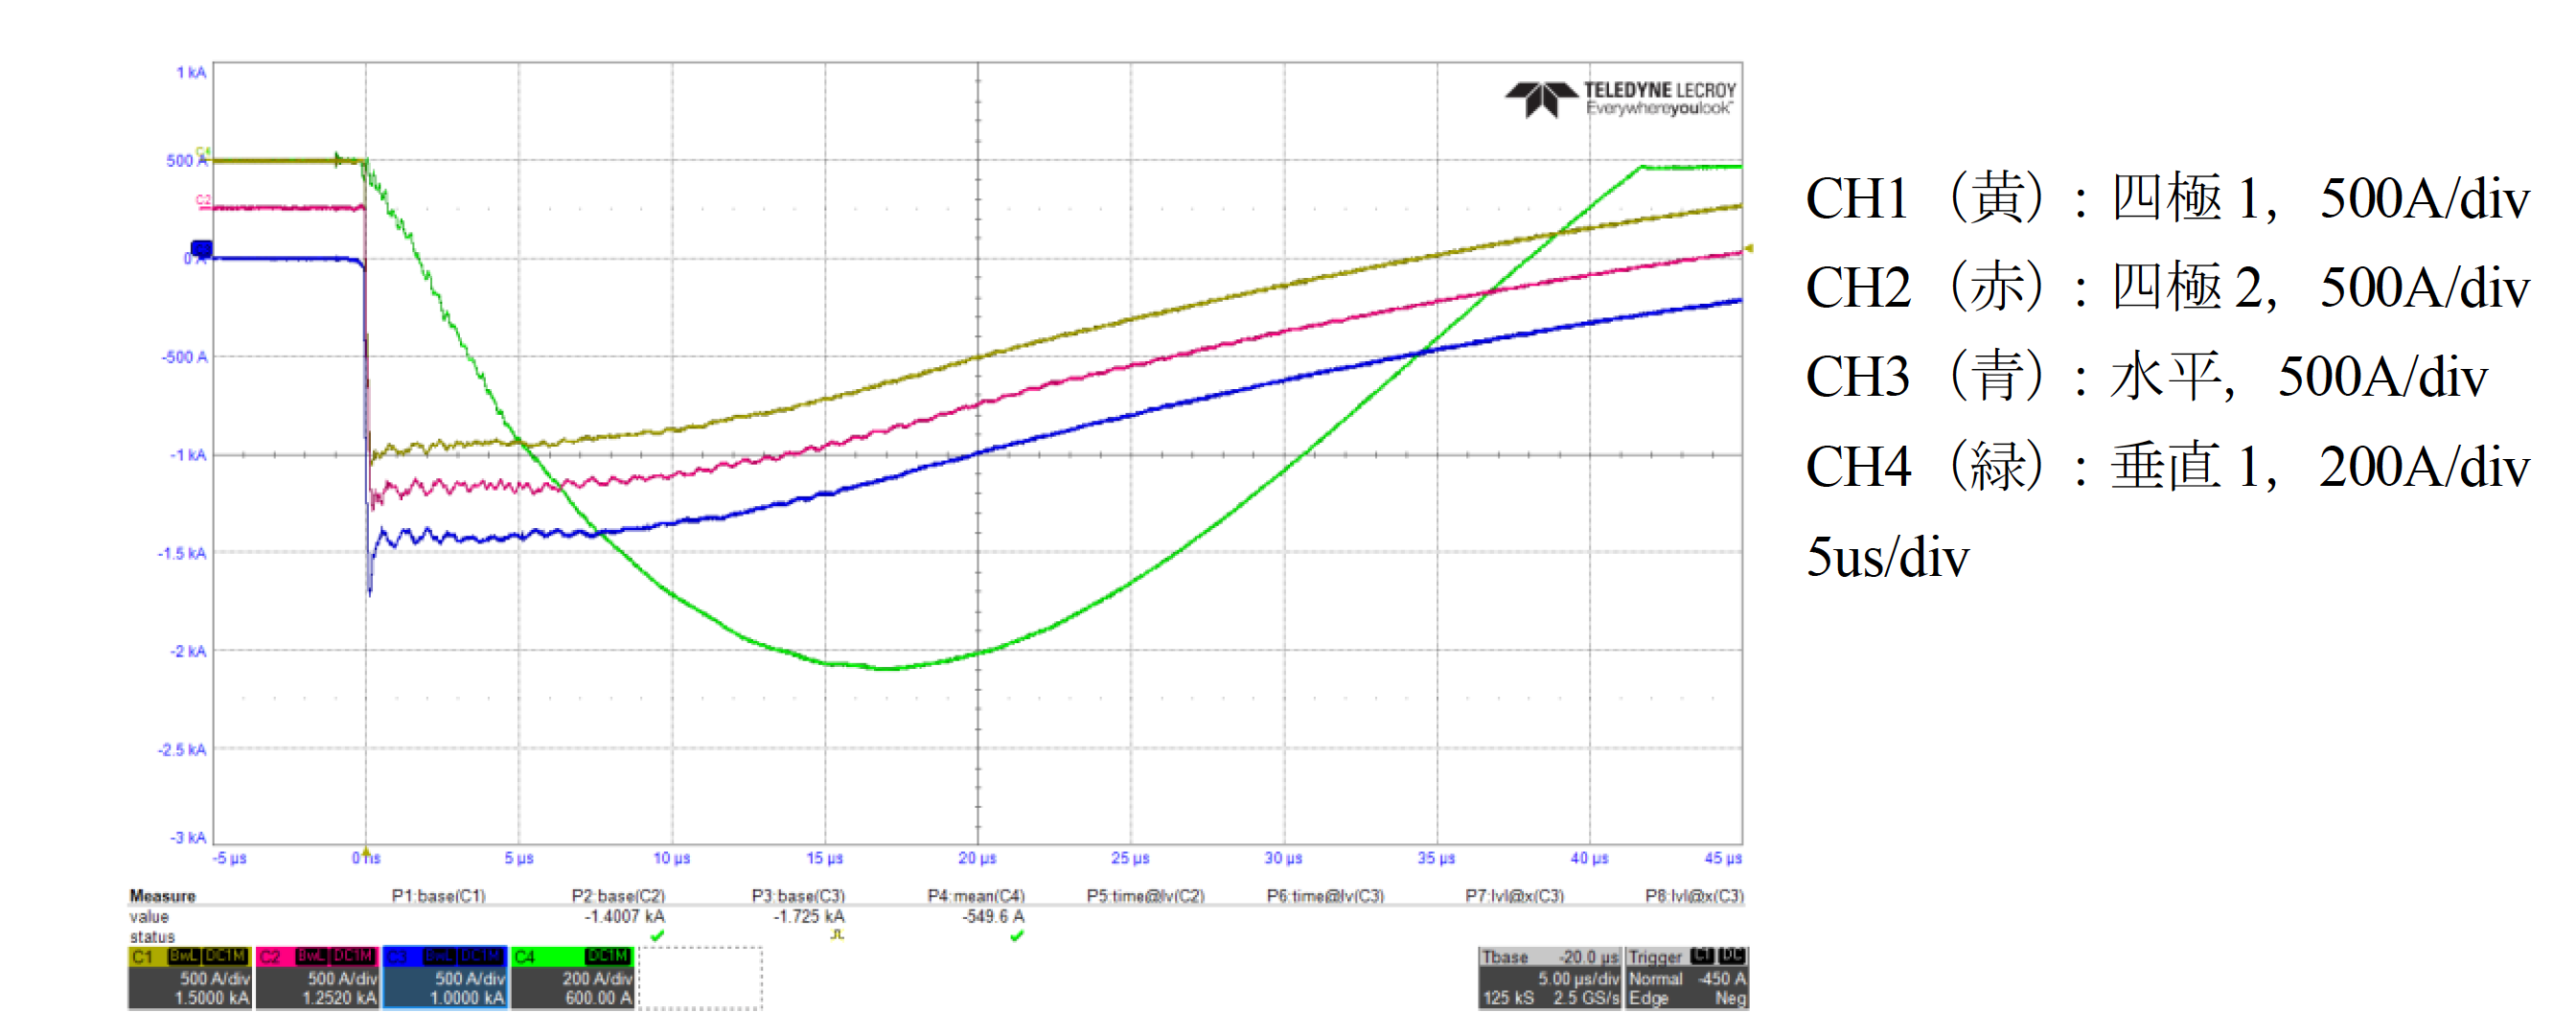 1 kA
TELEDYNE LECROY
Everywhereyoulook™
C4
500 A
C2
0 A
-500 A
-1 kA
-1.5 kA
-2 kA
-2.5 kA
-3 kA
-5 µs 0 ns 5 µs 10 µs 15 µs 20 µs 25 µs 30 µs 35 µs 40 µs 45 µs
CH1（黄）：四極 1，500A/div
CH2（赤）：四極 2，500A/div
CH3（青）：水平，500A/div
CH4（緑）：垂直 1，200A/div
5us/div
Measure P1:base(C1) P2:base(C2) P3:base(C3) P4:mean(C4) P5:time@lv(C2) P6:time@lv(C3) P7:lvl@x(C3) P8:lvl@x(C3)
value -1.4007 kA -1.725 kA -549.6 A
status
C1 BwL DC1M C2 BwL DC1M C3 BwL DC1M C4 DC1M Tbase -20.0 µs Trigger C1 DC
500 A/div 500 A/div 500 A/div 200 A/div 5.00 µs/div Normal -450 A
1.5000 kA 1.2520 kA 1.0000 kA 600.00 A 125 kS 2.5 GS/s Edge Neg